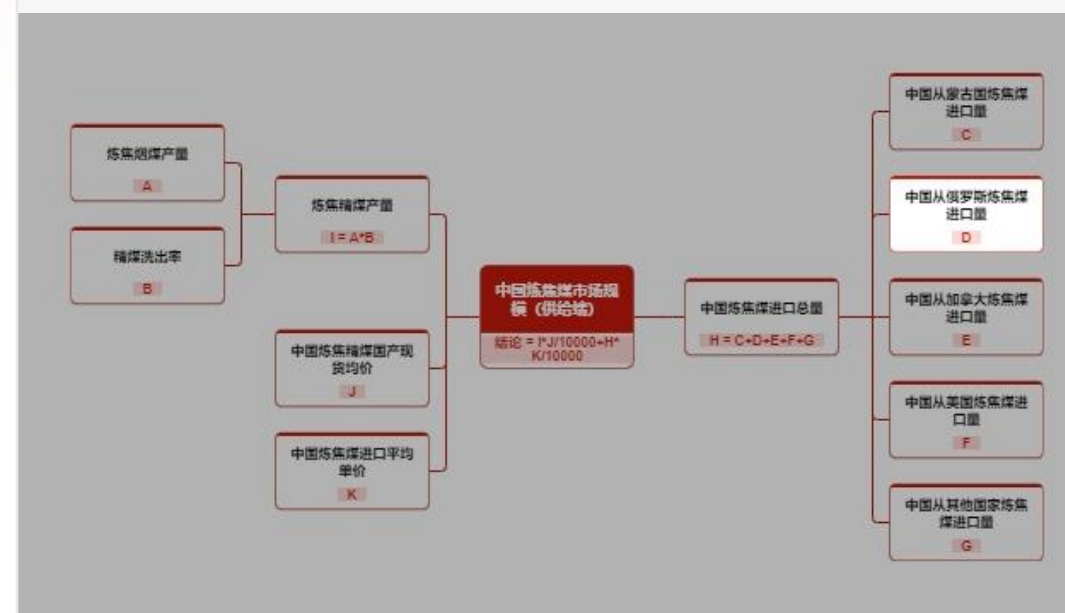 炼焦烟煤产量
A
精煤洗出率
B
炼焦精煤产量
I = A*B
中国炼焦精煤国产现
货均价
J
中国炼焦煤进口平均
单价
K
中国炼焦煤市场规
模（供给端）
结论 = I*J/10000+H*
K/10000
中国炼焦煤进口总量
H = C+D+E+F+G
中国从蒙古国炼焦煤
进口量
C
中国从俄罗斯炼焦煤
进口量
D
中国从加拿大炼焦煤
进口量
E
中国从美国炼焦煤进
口量
F
中国从其他国家炼焦
煤进口量
G